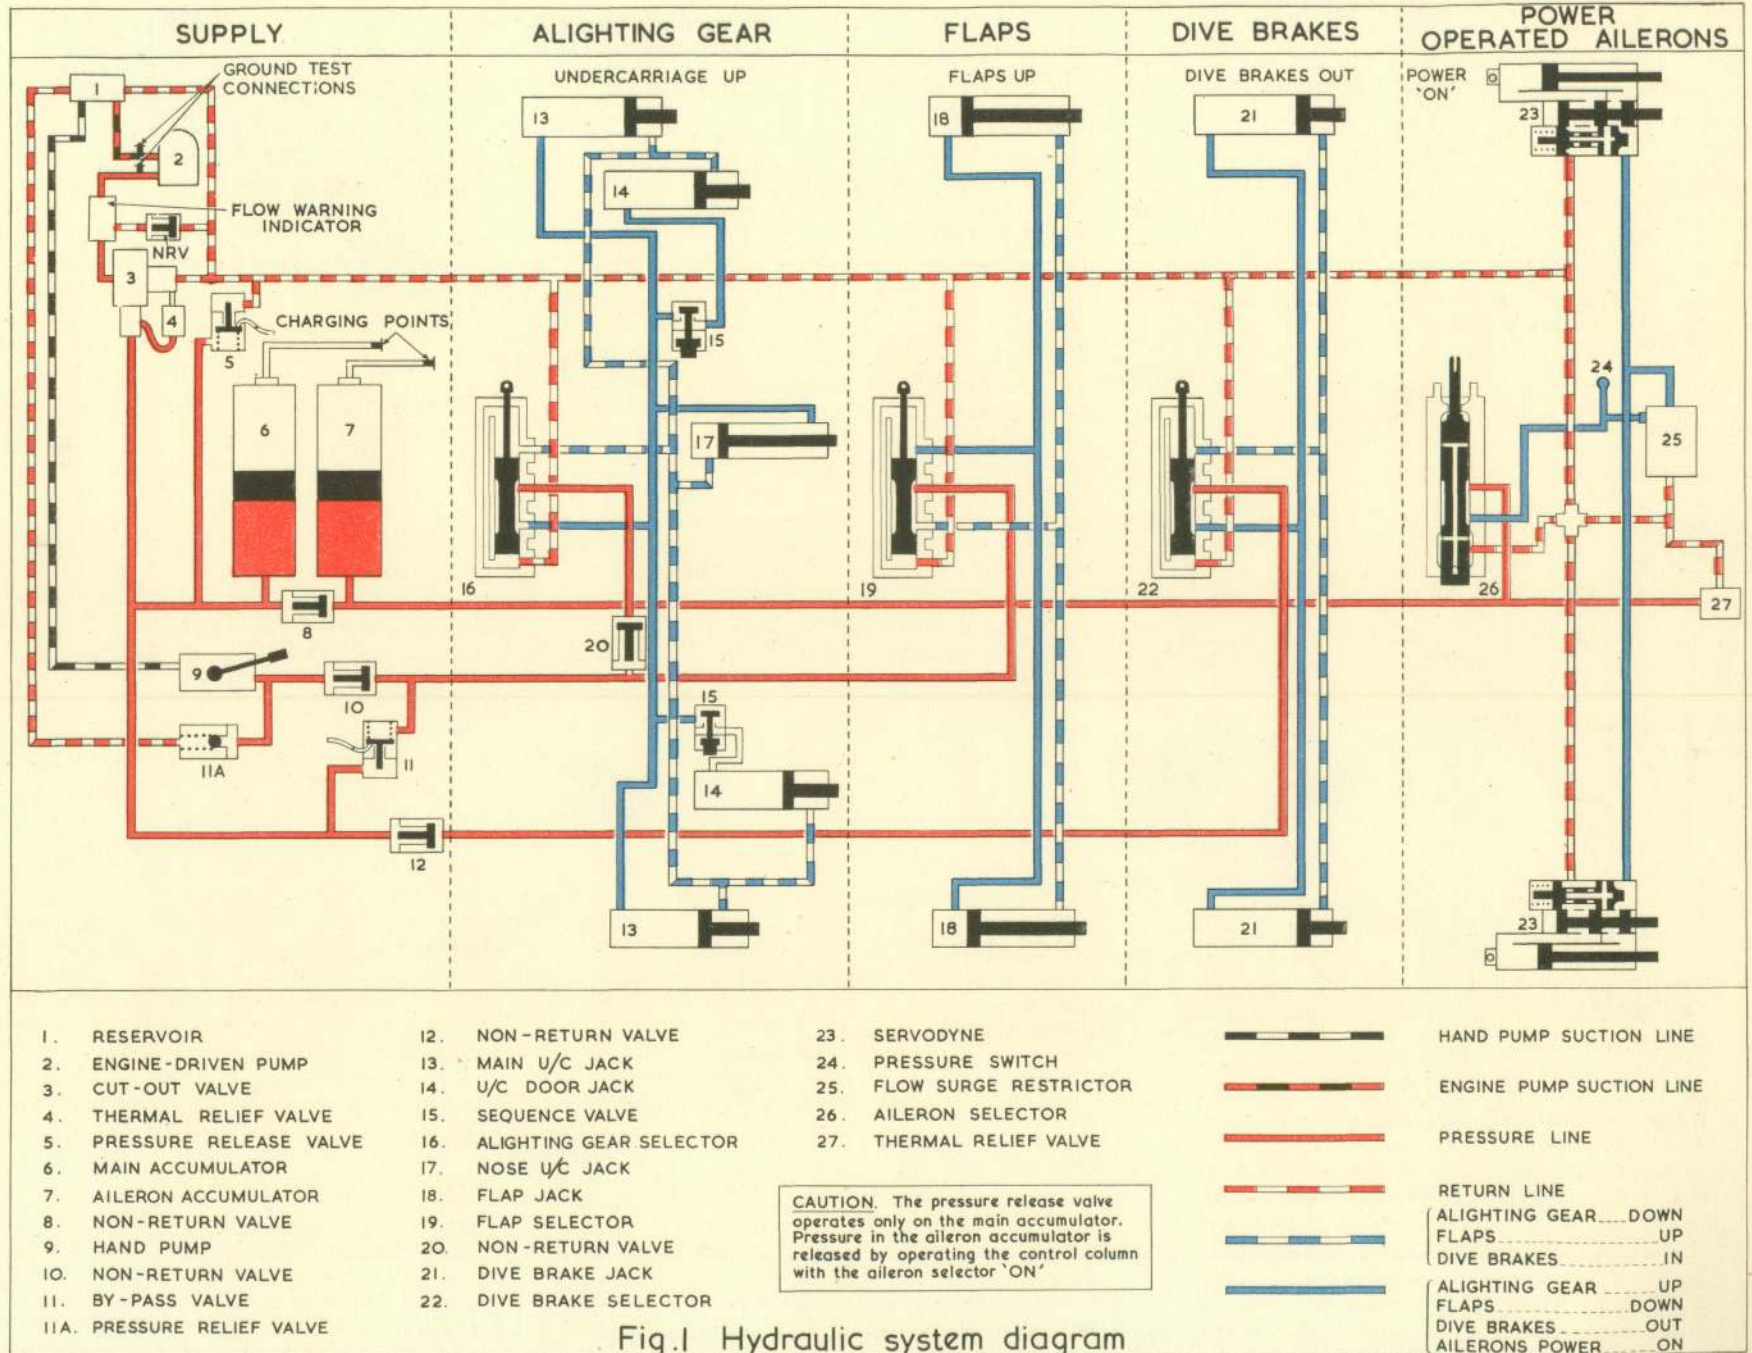 SUPPLY
ALIGHTING GEAR
FLAPS
DIVE BRAKES
POWER
OPERATED AILERONS
GROUND TEST
CONNECTIONS
FLOW WARNING
INDICATOR
NRV
CHARGING POINTS
1
2
3
4
5
6
7
8
9
10
11
11A
12
UNDERCARRIAGE UP
13
14
15
16
17
20
15
14
13
FLAPS UP
18
19
18
DIVE BRAKES OUT
21
22
21
POWER
'ON'
23
24
25
26
27
23
1. RESERVOIR
2. ENGINE-DRIVEN PUMP
3. CUT-OUT VALVE
4. THERMAL RELIEF VALVE
5. PRESSURE RELEASE VALVE
6. MAIN ACCUMULATOR
7. AILERON ACCUMULATOR
8. NON-RETURN VALVE
9. HAND PUMP
10. NON-RETURN VALVE
11. BY-PASS VALVE
11A. PRESSURE RELIEF VALVE
12. NON-RETURN VALVE
13. MAIN U/C JACK
14. U/C DOOR JACK
15. SEQUENCE VALVE
16. ALIGHTING GEAR SELECTOR
17. NOSE U/C JACK
18. FLAP JACK
19. FLAP SELECTOR
20. NON-RETURN VALVE
21. DIVE BRAKE JACK
22. DIVE BRAKE SELECTOR
23. SERVODYNE
24. PRESSURE SWITCH
25. FLOW SURGE RESTRICTOR
26. AILERON SELECTOR
27. THERMAL RELIEF VALVE
CAUTION. The pressure release valve
operates only on the main accumulator.
Pressure in the aileron accumulator is
released by operating the control column
with the aileron selector 'ON'
HAND PUMP SUCTION LINE
ENGINE PUMP SUCTION LINE
PRESSURE LINE
RETURN LINE
ALIGHTING GEAR....DOWN
FLAPS....UP
DIVE BRAKES....IN
ALIGHTING GEAR....UP
FLAPS....DOWN
DIVE BRAKES....OUT
AILERONS POWER....ON
Fig.1 Hydraulic system diagram